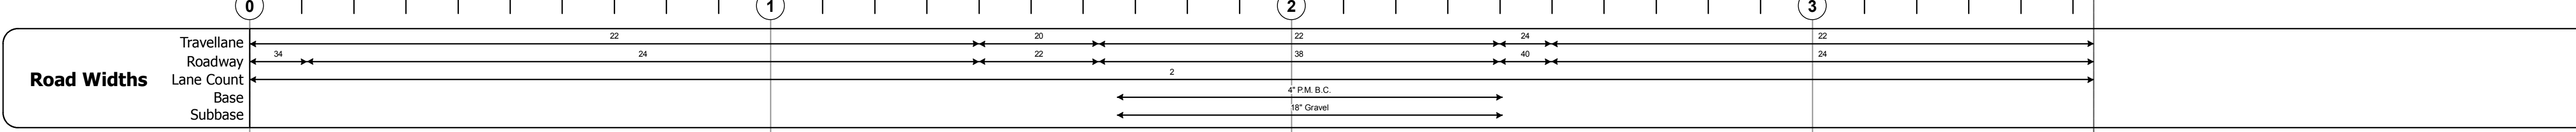 0 1 2 3
Road Widths
Travellane 22 20 22 24 22
Roadway 34 24 22 38 40 24
Lane Count 2
Base 4" P.M. B.C.
Subbase 18" Gravel